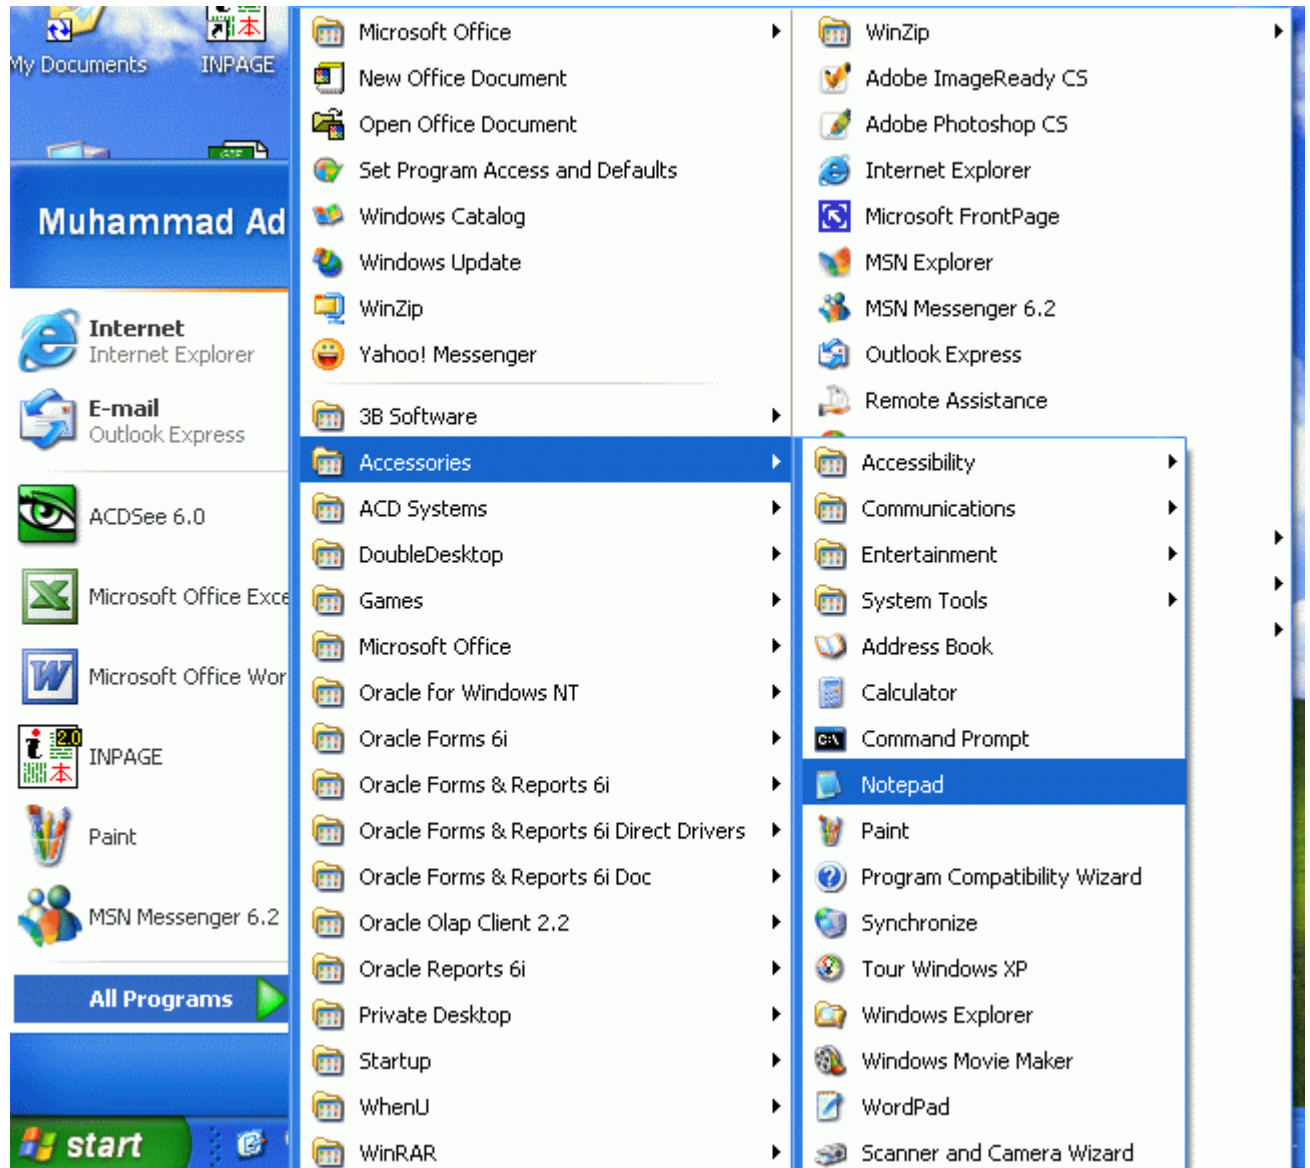 My Documents
INPAGE
Muhammad Ad
Internet
Internet Explorer
E-mail
Outlook Express
ACDSee 6.0
Microsoft Office Exce
Microsoft Office Wor
INPAGE
Paint
MSN Messenger 6.2
All Programs
start
Microsoft Office
New Office Document
Open Office Document
Set Program Access and Defaults
Windows Catalog
Windows Update
WinZip
Yahoo! Messenger
3B Software
Accessories
ACD Systems
DoubleDesktop
Games
Microsoft Office
Oracle for Windows NT
Oracle Forms 6i
Oracle Forms & Reports 6i
Oracle Forms & Reports 6i Direct Drivers
Oracle Forms & Reports 6i Doc
Oracle Olap Client 2.2
Oracle Reports 6i
Private Desktop
Startup
WhenU
WinRAR
WinZip
Adobe ImageReady CS
Adobe Photoshop CS
Internet Explorer
Microsoft FrontPage
MSN Explorer
MSN Messenger 6.2
Outlook Express
Remote Assistance
Accessibility
Communications
Entertainment
System Tools
Address Book
Calculator
Command Prompt
Notepad
Paint
Program Compatibility Wizard
Synchronize
Tour Windows XP
Windows Explorer
Windows Movie Maker
WordPad
Scanner and Camera Wizard